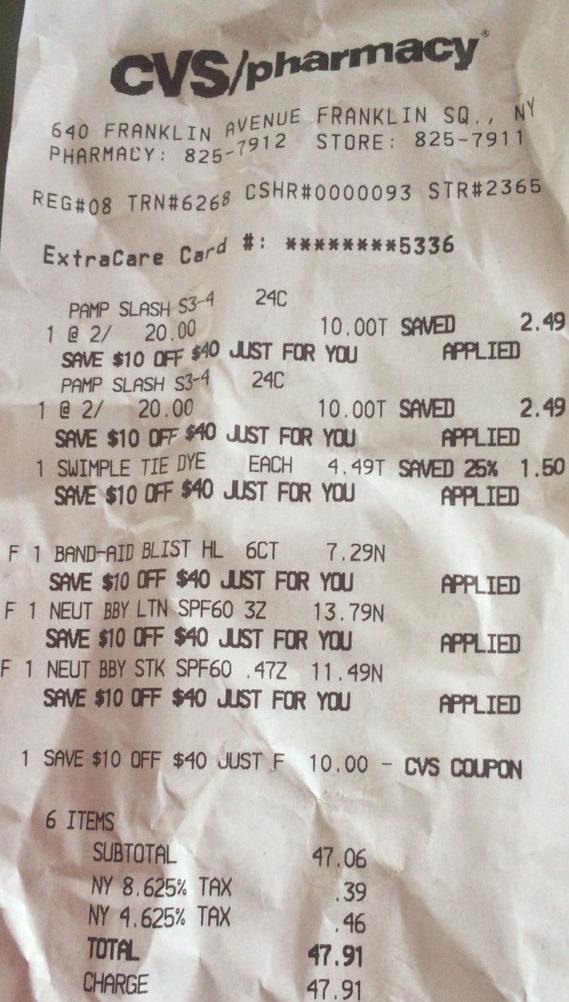 CVS/pharmacy®
640 FRANKLIN AVENUE FRANKLIN SQ., NY
PHARMACY: 825-7912 STORE: 825-7911
REG#08 TRN#6268 CSHR#0000093 STR#2365
ExtraCare Card #: ********5336
PAMP SLASH S3-4 24C
1 @ 2/ 20.00 10.00T SAVED 2.49
SAVE $10 OFF $40 JUST FOR YOU APPLIED
PAMP SLASH S3-4 24C
1 @ 2/ 20.00 10.00T SAVED 2.49
SAVE $10 OFF $40 JUST FOR YOU APPLIED
1 SWIMPLE TIE DYE EACH 4.49T SAVED 25% 1.50
SAVE $10 OFF $40 JUST FOR YOU APPLIED
F 1 BAND-AID BLIST HL 6CT 7.29N
SAVE $10 OFF $40 JUST FOR YOU APPLIED
F 1 NEUT BBY LTN SPF60 3Z 13.79N
SAVE $10 OFF $40 JUST FOR YOU APPLIED
F 1 NEUT BBY STK SPF60 .47Z 11.49N
SAVE $10 OFF $40 JUST FOR YOU APPLIED
1 SAVE $10 OFF $40 JUST F 10.00 - CVS COUPON
6 ITEMS
SUBTOTAL 47.06
NY 8.625% TAX .39
NY 4.625% TAX .46
TOTAL 47.91
CHARGE 47.91